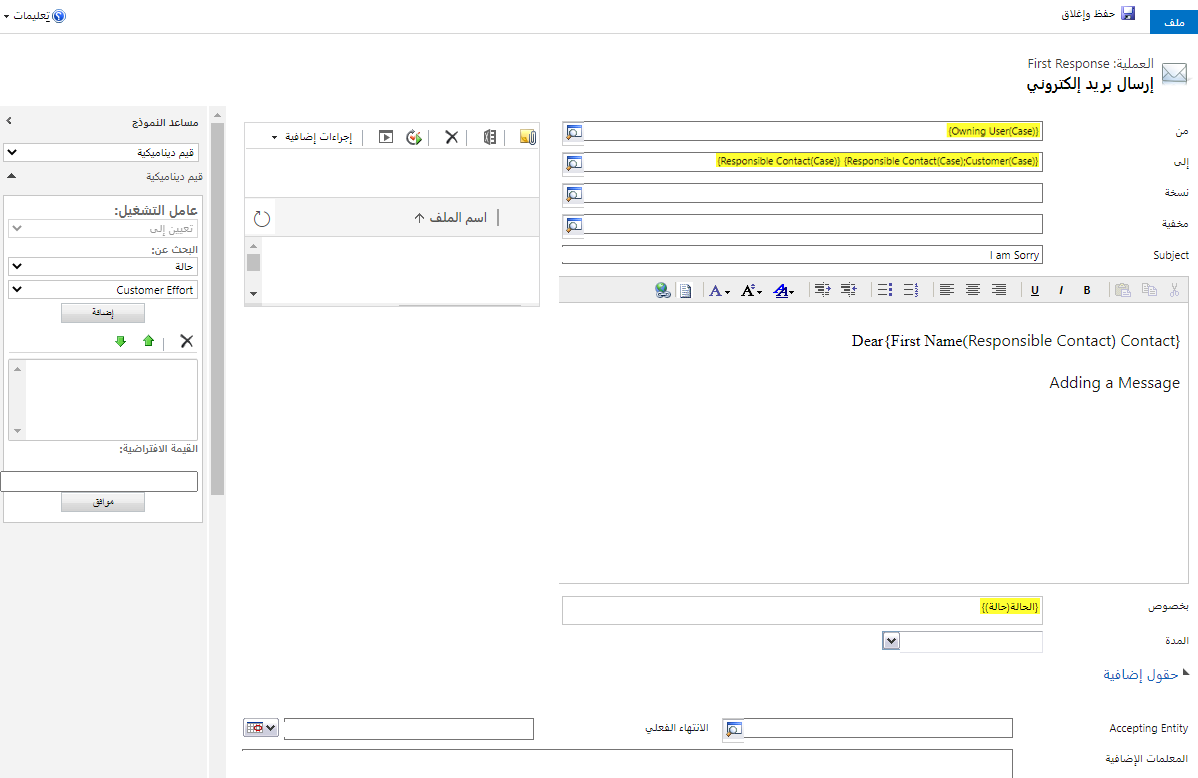 ملف
حفظ وإغلاق
تعليمات
العملية: First Response
إرسال بريد إلكتروني
من
{Owning User(Case)}
إلى
{Responsible Contact(Case)} {Responsible Contact(Case);Customer(Case)}
نسخة
مخفية
Subject
I am Sorry
U I B
Dear{First Name(Responsible Contact) Contact}
Adding a Message
بخصوص
{الحالة(حالة)}
المدة
حقول إضافية
Accepting Entity
الانتهاء الفعلي
المعلمات الإضافية
إجراءات إضافية
اسم الملف
مساعد النموذج
قيم ديناميكية
قيم ديناميكية
عامل التشغيل:
تعيين إلى
البحث عن:
حالة
Customer Effort
إضافة
القيمة الافتراضية:
موافق